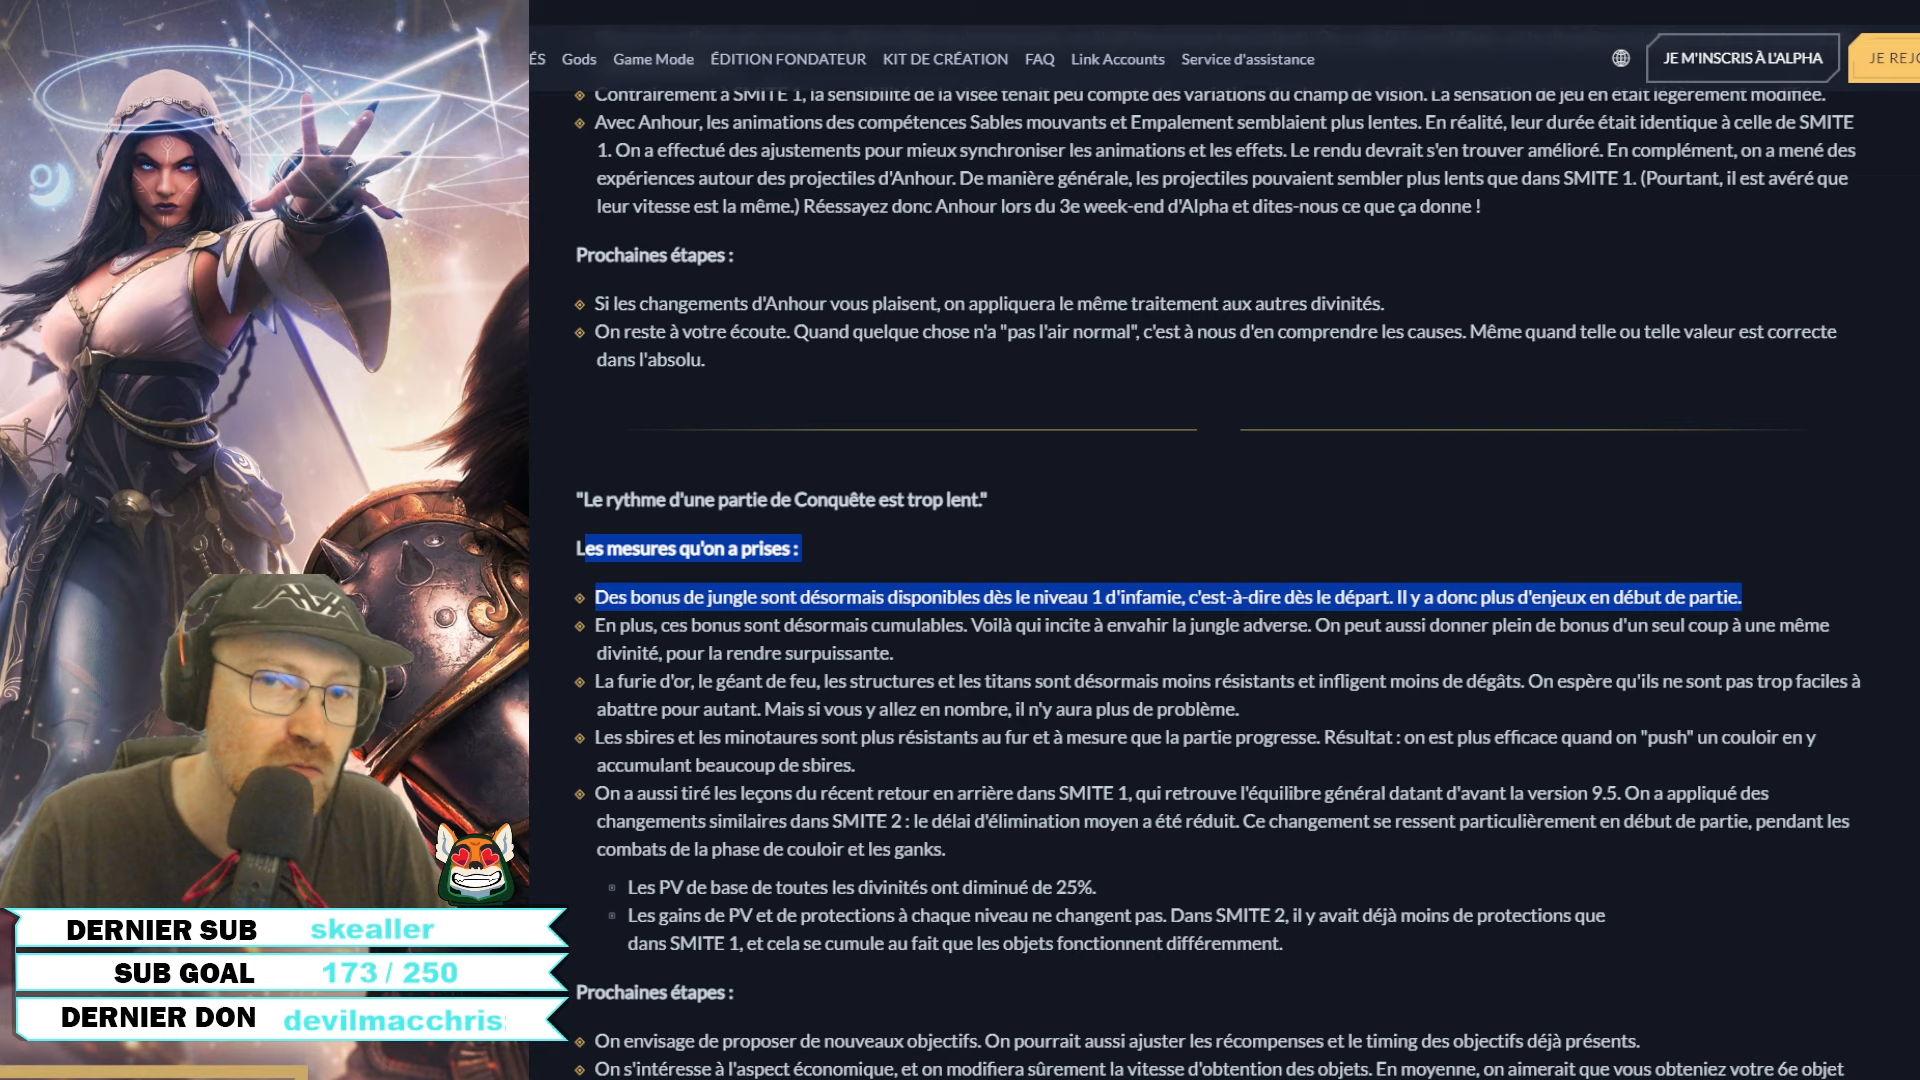 ÉS Gods Game Mode ÉDITION FONDATEUR KIT DE CRÉATION FAQ Link Accounts Service d'assistance JE M'INSCRIS À L'ALPHA JE REJO
Contrairement à SMITE 1, la sensibilité de la visée tenait peu compte des variations du champ de vision. La sensation de jeu en était légèrement modifiée.
Avec Anhour, les animations des compétences Sables mouvants et Empalement semblaient plus lentes. En réalité, leur durée était identique à celle de SMITE
1. On a effectué des ajustements pour mieux synchroniser les animations et les effets. Le rendu devrait s'en trouver amélioré. En complément, on a mené des
expériences autour des projectiles d'Anhour. De manière générale, les projectiles pouvaient sembler plus lents que dans SMITE 1. (Pourtant, il est avéré que
leur vitesse est la même.) Réessayez donc Anhour lors du 3e week-end d'Alpha et dites-nous ce que ça donne !
Prochaines étapes :
Si les changements d'Anhour vous plaisent, on appliquera le même traitement aux autres divinités.
On reste à votre écoute. Quand quelque chose n'a "pas l'air normal", c'est à nous d'en comprendre les causes. Même quand telle ou telle valeur est correcte
dans l'absolu.
"Le rythme d'une partie de Conquête est trop lent."
Les mesures qu'on a prises :
Des bonus de jungle sont désormais disponibles dès le niveau 1 d'infamie, c'est-à-dire dès le départ. Il y a donc plus d'enjeux en début de partie.
En plus, ces bonus sont désormais cumulables. Voilà qui incite à envahir la jungle adverse. On peut aussi donner plein de bonus d'un seul coup à une même
divinité, pour la rendre surpuissante.
La furie d'or, le géant de feu, les structures et les titans sont désormais moins résistants et infligent moins de dégâts. On espère qu'ils ne sont pas trop faciles à
abattre pour autant. Mais si vous y allez en nombre, il n'y aura plus de problème.
Les sbires et les minotaures sont plus résistants au fur et à mesure que la partie progresse. Résultat : on est plus efficace quand on "push" un couloir en y
accumulant beaucoup de sbires.
On a aussi tiré les leçons du récent retour en arrière dans SMITE 1, qui retrouve l'équilibre général datant d'avant la version 9.5. On a appliqué des
changements similaires dans SMITE 2 : le délai d'élimination moyen a été réduit. Ce changement se ressent particulièrement en début de partie, pendant les
combats de la phase de couloir et les ganks.
Les PV de base de toutes les divinités ont diminué de 25%.
Les gains de PV et de protections à chaque niveau ne changent pas. Dans SMITE 2, il y avait déjà moins de protections que
dans SMITE 1, et cela se cumule au fait que les objets fonctionnent différemment.
Prochaines étapes :
On envisage de proposer de nouveaux objectifs. On pourrait aussi ajuster les récompenses et le timing des objectifs déjà présents.
On s'intéresse à l'aspect économique, et on modifiera sûrement la vitesse d'obtention des objets. En moyenne, on aimerait que vous obteniez votre 6e objet
DERNIER SUB skealler
SUB GOAL 173 / 250
DERNIER DON devilmacchris